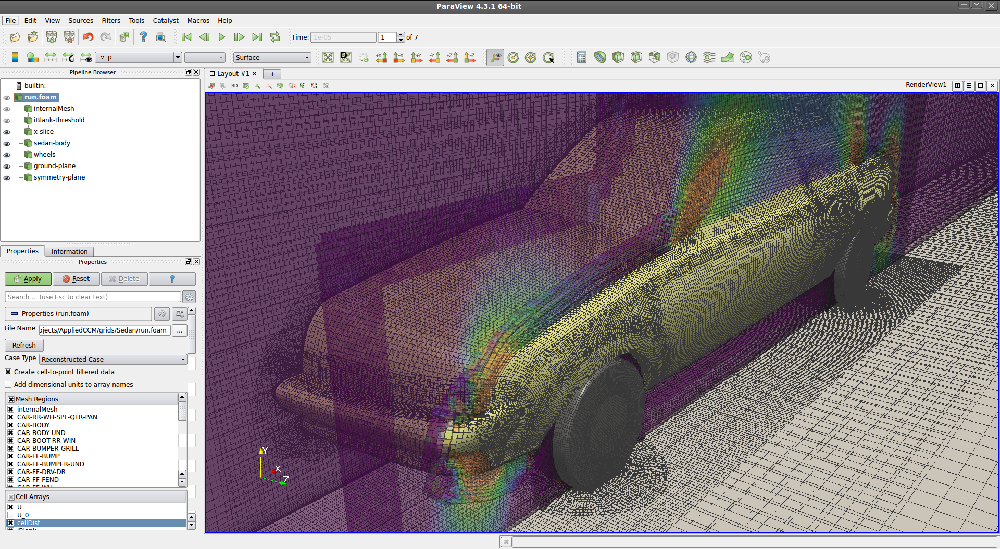 ParaView 4.3.1 64-bit
File Edit View Sources Filters Tools Catalyst Macros Help
Time: 1e-05 1 of 7
p Surface
+X -X +Y -Y +Z -Z
Pipeline Browser
Layout #1
builtin:
3D
RenderView1
run.foam
internalMesh
iBlank-threshold
x-slice
sedan-body
wheels
ground-plane
symmetry-plane
Properties Information
Properties
Apply Reset Delete ?
Search ... (use Esc to clear text)
Properties (run.foam)
File Name ojects/AppliedCCM/grids/Sedan/run.foam ...
Refresh
Case Type Reconstructed Case
Create cell-to-point filtered data
Add dimensional units to array names
Mesh Regions
internalMesh
CAR-RR-WH-SPL-QTR-PAN
CAR-BODY
CAR-BODY-UND
CAR-BOOT-RR-WIN
CAR-BUMPER-GRILL
CAR-FF-BUMP
CAR-FF-BUMPER-UND
CAR-FF-DRV-DR
CAR-FF-FEND
Cell Arrays
U
U_0
cellDist
Y
X
Z